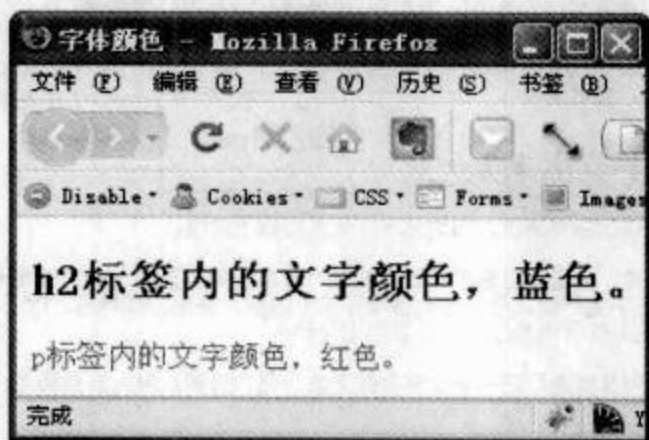 字体颜色 - Mozilla Firefox
文件 (F) 编辑 (E) 查看 (V) 历史 (S) 书签 (B)
Disable Cookies CSS Forms Images
h2标签内的文字颜色，蓝色。
p标签内的文字颜色，红色。
完成 Y